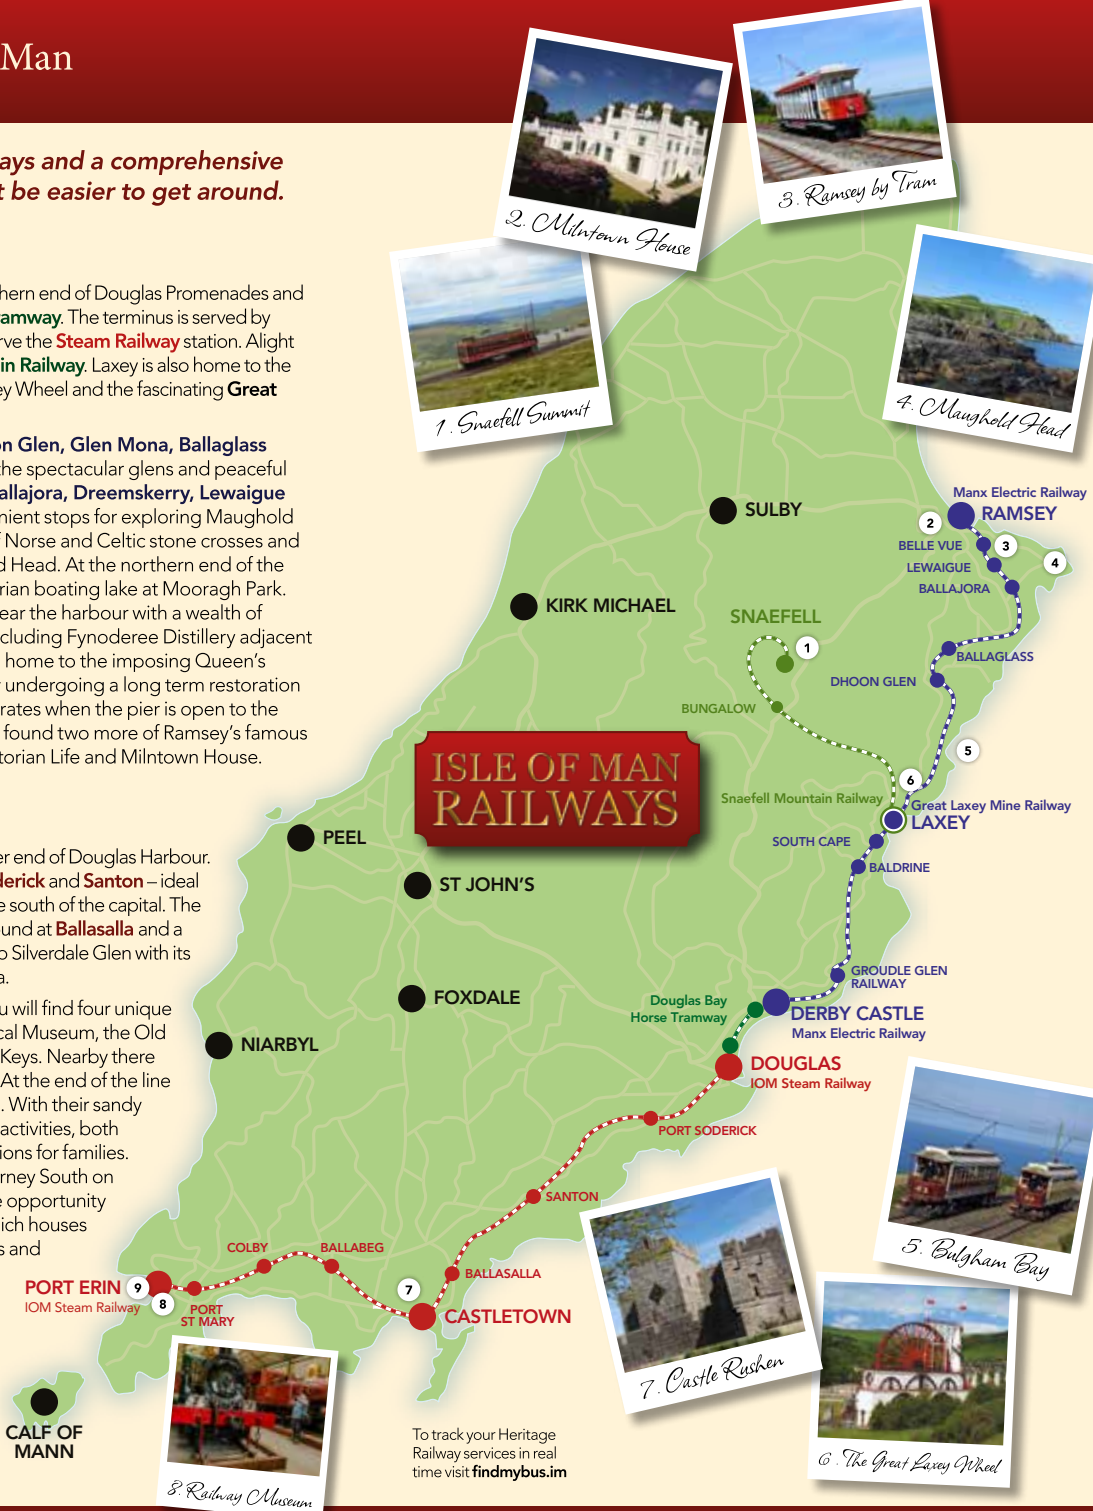 Man
ays and a comprehensive
t be easier to get around.
hern end of Douglas Promenades and
amway. The terminus is served by
rve the Steam Railway station. Alight
in Railway. Laxey is also home to the
ey Wheel and the fascinating Great
on Glen, Glen Mona, Ballaglass
the spectacular glens and peaceful
allajora, Dreemskerry, Lewaigue
nient stops for exploring Maughold
f Norse and Celtic stone crosses and
d Head. At the northern end of the
rian boating lake at Mooragh Park.
ear the harbour with a wealth of
cluding Fynoderee Distillery adjacent
home to the imposing Queen's
y undergoing a long term restoration
rates when the pier is open to the
found two more of Ramsey's famous
torian Life and Milntown House.
er end of Douglas Harbour.
derick and Santon – ideal
e south of the capital. The
und at Ballasalla and a
o Silverdale Glen with its
a.
u will find four unique
cal Museum, the Old
Keys. Nearby there
At the end of the line
. With their sandy
activities, both
ions for families.
rney South on
e opportunity
ich houses
s and
2. Milntown House
3. Ramsey by Tram
1. Snaefell Summit
4. Maughold Head
SULBY
Manx Electric Railway
RAMSEY
2
BELLE VUE
3
LEWAIGUE
4
BALLAJORA
KIRK MICHAEL
SNAEFELL
1
BALLAGLASS
DHOON GLEN
BUNGALOW
5
ISLE OF MAN
RAILWAYS
6
Snaefell Mountain Railway
Great Laxey Mine Railway
LAXEY
SOUTH CAPE
BALDRINE
PEEL
ST JOHN'S
GROUDLE GLEN
RAILWAY
FOXDALE
Douglas Bay
Horse Tramway
DERBY CASTLE
Manx Electric Railway
NIARBYL
DOUGLAS
IOM Steam Railway
PORT SODERICK
SANTON
COLBY
BALLABEG
BALLASALLA
PORT ERIN
9
IOM Steam Railway
8
PORT
ST MARY
7
CASTLETOWN
CALF OF
MANN
5. Bulgham Bay
7. Castle Rushen
6. The Great Laxey Wheel
8. Railway Museum
To track your Heritage
Railway services in real
time visit findmybus.im